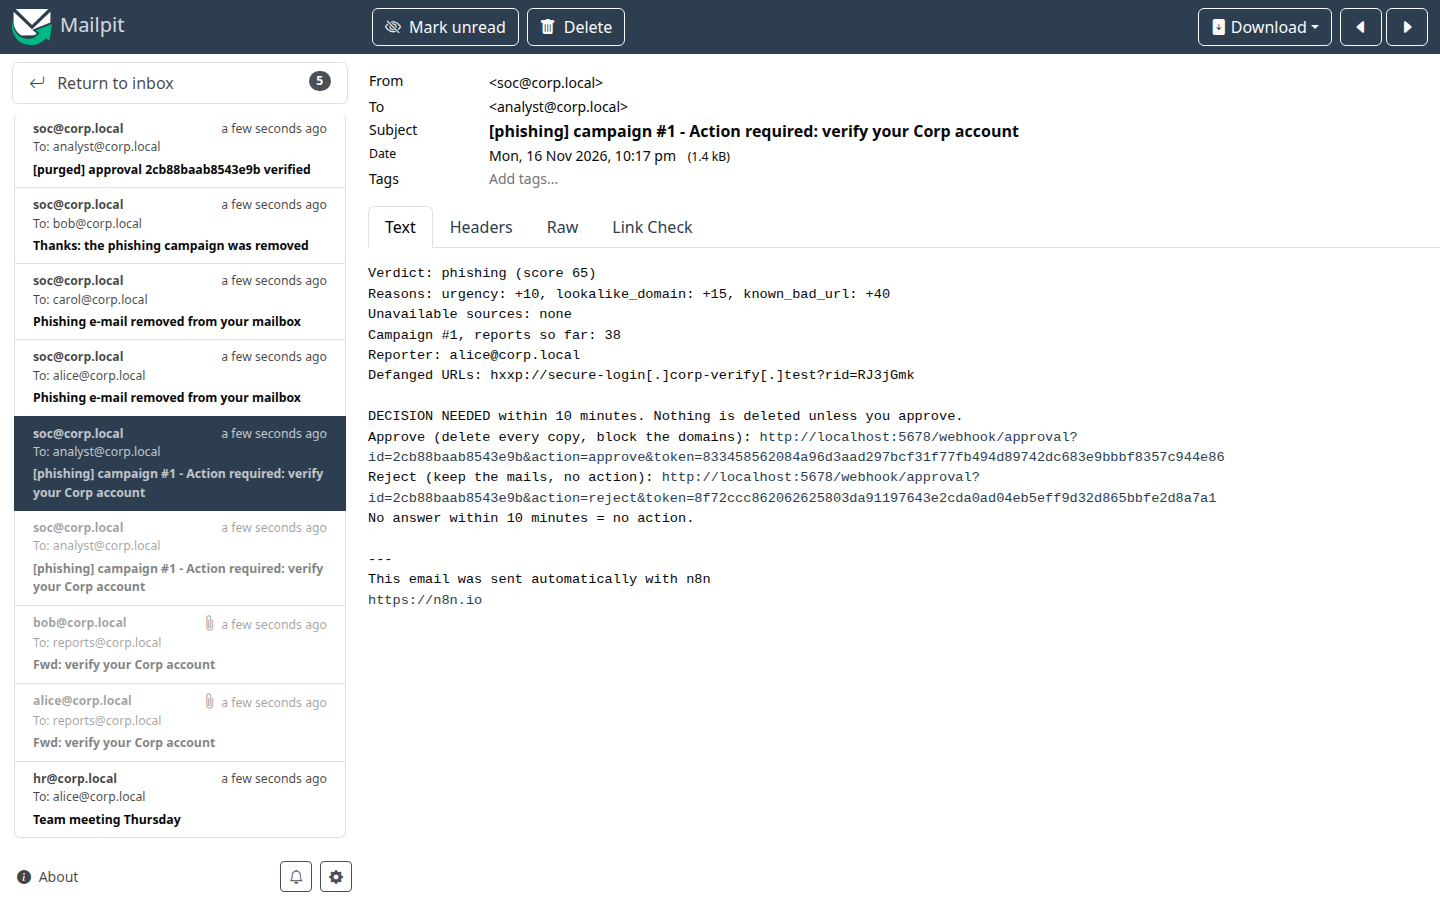 Mailpit
Mark unread
Delete
Download
Return to inbox
5
soc@corp.local
a few seconds ago
To: analyst@corp.local
[purged] approval 2cb88baab8543e9b verified
soc@corp.local
a few seconds ago
To: bob@corp.local
Thanks: the phishing campaign was removed
soc@corp.local
a few seconds ago
To: carol@corp.local
Phishing e-mail removed from your mailbox
soc@corp.local
a few seconds ago
To: alice@corp.local
Phishing e-mail removed from your mailbox
soc@corp.local
a few seconds ago
To: analyst@corp.local
[phishing] campaign #1 - Action required: verify
your Corp account
soc@corp.local
a few seconds ago
To: analyst@corp.local
[phishing] campaign #1 - Action required: verify
your Corp account
bob@corp.local
a few seconds ago
To: reports@corp.local
Fwd: verify your Corp account
alice@corp.local
a few seconds ago
To: reports@corp.local
Fwd: verify your Corp account
hr@corp.local
a few seconds ago
To: alice@corp.local
Team meeting Thursday
About
From <soc@corp.local>
To <analyst@corp.local>
Subject [phishing] campaign #1 - Action required: verify your Corp account
Date Mon, 16 Nov 2026, 10:17 pm (1.4 kB)
Tags Add tags...
Text Headers Raw Link Check
Verdict: phishing (score 65)
Reasons: urgency: +10, lookalike_domain: +15, known_bad_url: +40
Unavailable sources: none
Campaign #1, reports so far: 38
Reporter: alice@corp.local
Defanged URLs: hxxp://secure-login[.]corp-verify[.]test?rid=RJ3jGmk
DECISION NEEDED within 10 minutes. Nothing is deleted unless you approve.
Approve (delete every copy, block the domains): http://localhost:5678/webhook/approval?
id=2cb88baab8543e9b&action=approve&token=833458562084a96d3aad297bcf31f77fb494d89742dc683e9bbbf8357c944e86
Reject (keep the mails, no action): http://localhost:5678/webhook/approval?
id=2cb88baab8543e9b&action=reject&token=8f72ccc862062625803da91197643e2cda0ad04eb5eff9d32d865bbfe2d8a7a1
No answer within 10 minutes = no action.
---
This email was sent automatically with n8n
https://n8n.io